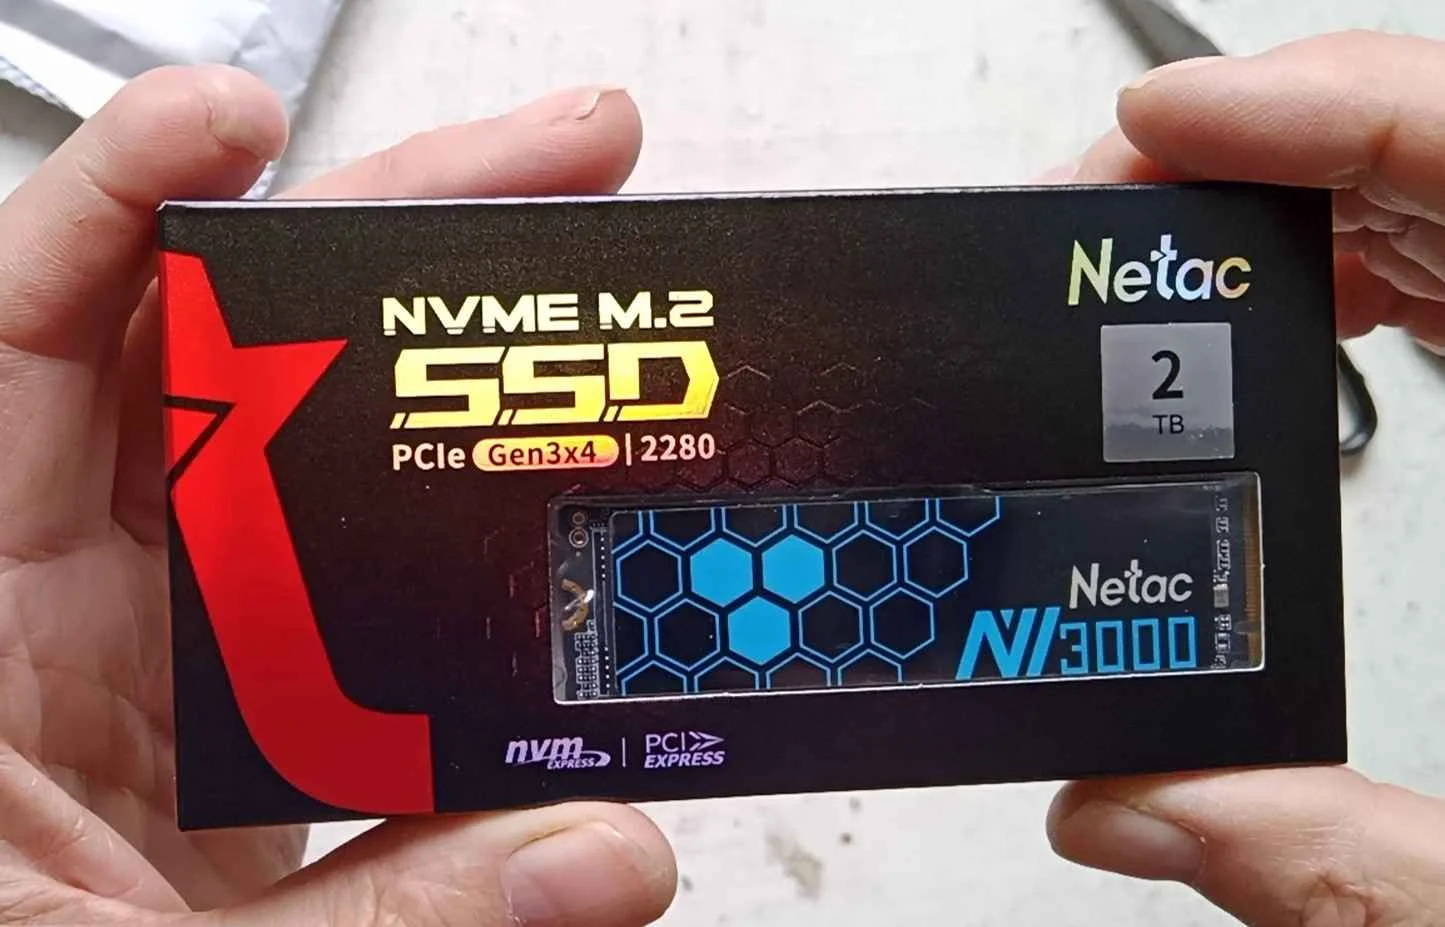 Netac
NVME M.2
SSD
PCIe Gen3x4 | 2280
2
TB
Netac
NV3000
nvm
EXPRESS
PCI
EXPRESS